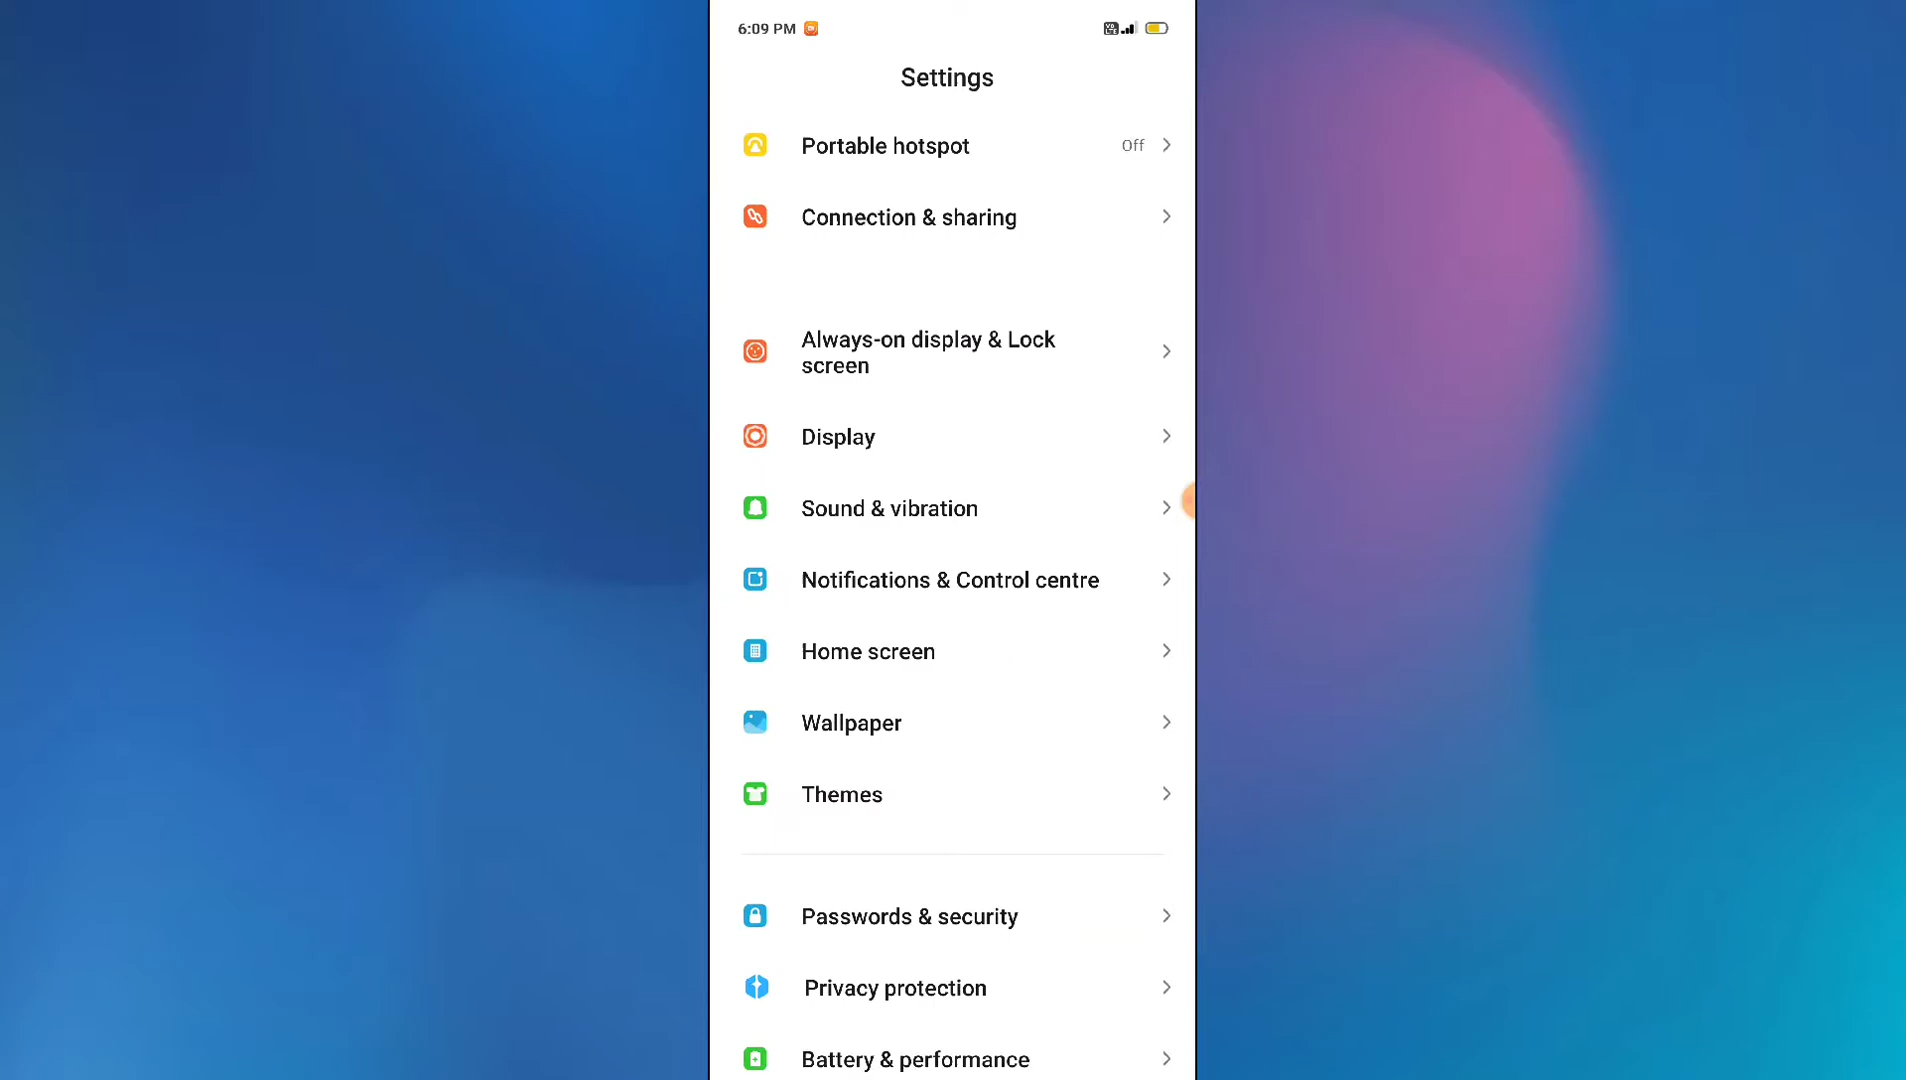 6:09 PM
Settings
Portable hotspot Off
Connection & sharing
Always-on display & Lock
screen
Display
Sound & vibration
Notifications & Control centre
Home screen
Wallpaper
Themes
Passwords & security
Privacy protection
Battery & performance